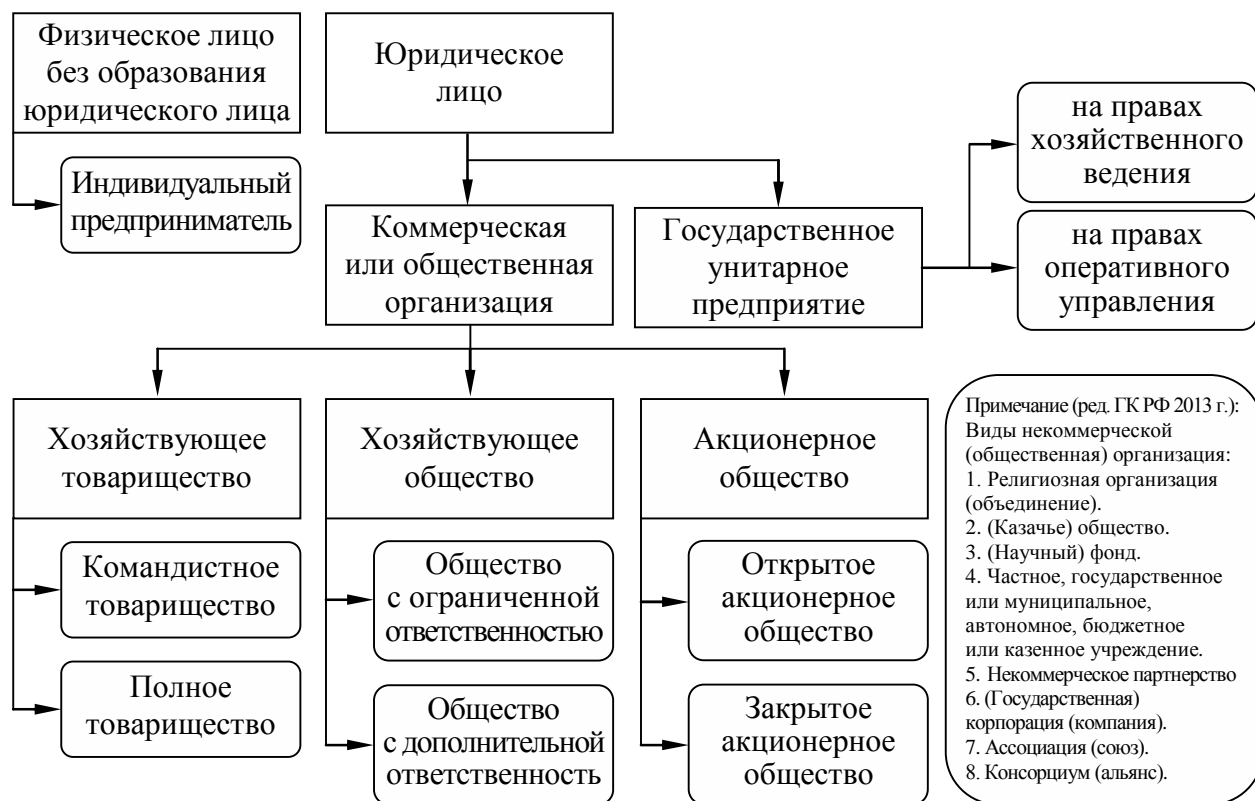 Физическое лицо
без образования
юридического лица
Юридическое
лицо
на правах
хозяйственного
ведения
Индивидуальный
предприниматель
Коммерческая
или общественная
организация
Государственное
унитарное
предприятие
на правах
оперативного
управления
Хозяйствующее
товарищество
Хозяйствующее
общество
Акционерное
общество
Командистное
товарищество
Общество
с ограниченной
ответственностью
Открытое
акционерное
общество
Полное
товарищество
Общество
с дополнительной
ответственность
Закрытое
акционерное
общество
Примечание (ред. ГК РФ 2013 г.):
Виды некоммерческой
(общественная) организация:
1. Религиозная организация
(объединение).
2. (Казачье) общество.
3. (Научный) фонд.
4. Частное, государственное
или муниципальное,
автономное, бюджетное
или казенное учреждение.
5. Некоммерческое партнерство
6. (Государственная)
корпорация (компания).
7. Ассоциация (союз).
8. Консорциум (альянс).